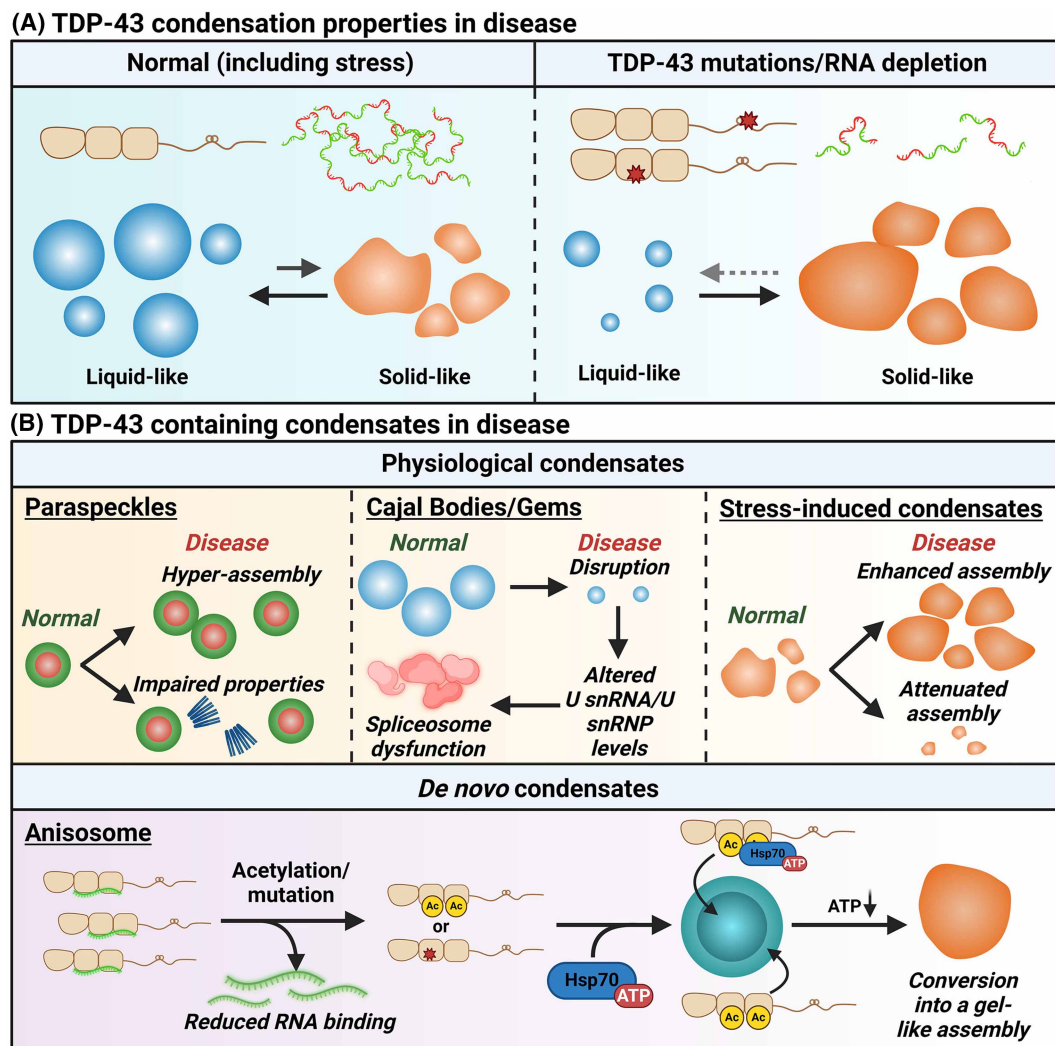 (A) TDP-43 condensation properties in disease
Normal (including stress)
TDP-43 mutations/RNA depletion
Liquid-like
Solid-like
Liquid-like
Solid-like
(B) TDP-43 containing condensates in disease
Physiological condensates
Paraspeckles
Disease
Hyper-assembly
Normal
Impaired properties
Cajal Bodies/Gems
Normal
Disease
Disruption
Altered
U snRNA/U
snRNP
levels
Spliceosome
dysfunction
Stress-induced condensates
Disease
Enhanced assembly
Normal
Attenuated
assembly
De novo condensates
Anisosome
Acetylation/
mutation
Reduced RNA binding
Ac Ac
or
Hsp70
ATP
Ac Ac
Hsp70
ATP
Ac Ac
ATP
Conversion
into a gel-
like assembly